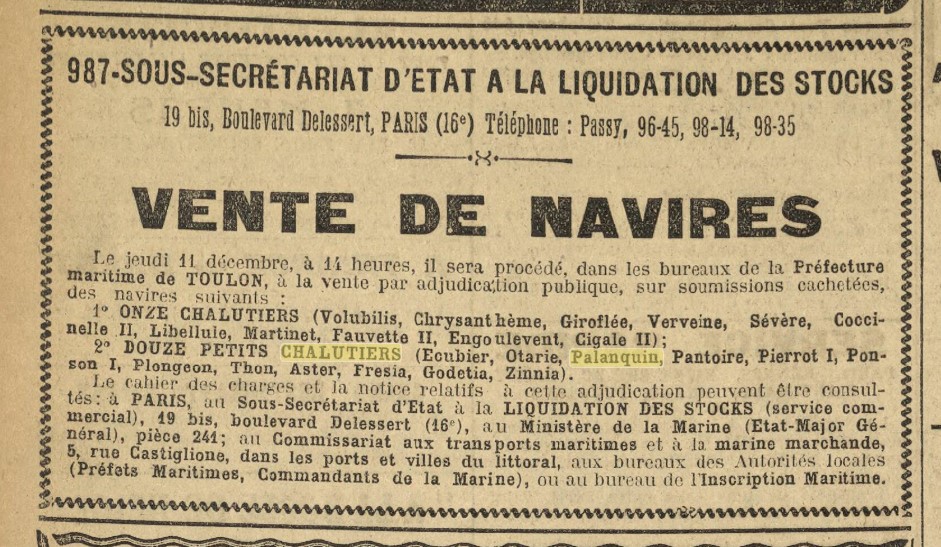 987-SOUS-SECRÉTARIAT D'ETAT A LA LIQUIDATION DES STOCKS
19 bis, Boulevard Delessert, PARIS (16e) Téléphone : Passy, 96-45, 98-14, 98-35
VENTE DE NAVIRES
Le jeudi 11 décembre, à 14 heures, il sera procédé, dans les bureaux de la Préfecture
maritime de TOULON, à la vente par adjudication publique, sur soumissions cachetées,
des navires suivants :
1° ONZE CHALUTIERS (Volubilis, Chrysanthème, Giroflée, Verveine, Sévère, Cocci-
nelle II, Libellule, Martinet, Fauvette II, Engoulevent, Cigale II);
2° DOUZE PETITS CHALUTIERS (Ecubier, Otarie, Palanquin, Pantoire, Pierrot I, Pon-
son I, Plongeon, Thon, Aster, Fresia, Godetia, Zinnia).
Le cahier des charges et la notice relatifs à cette adjudication peuvent être consul-
tés: à PARIS, au Sous-Secrétariat d'Etat à la LIQUIDATION DES STOCKS (service com-
mercial), 19 bis, boulevard Delessert (16e), au Ministère de la Marine (Etat-Major Gé-
néral), pièce 241; au Commissariat aux transports maritimes et à la marine marchande,
5, rue Castiglione, dans les ports et villes du littoral, aux bureaux des Autorités locales
(Préfets Maritimes, Commandants de la Marine), ou au bureau de l'Inscription Maritime.